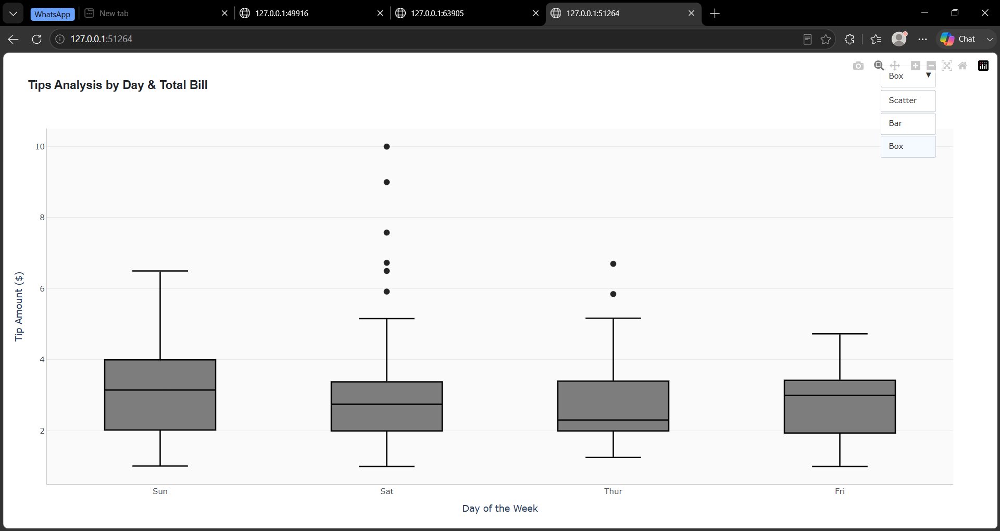 WhatsApp
New tab
127.0.0.1:49916
127.0.0.1:63905
127.0.0.1:51264
127.0.0.1:51264
Chat
Tips Analysis by Day & Total Bill
Box ▼
Scatter
Bar
Box
10
8
6
4
2
Tip Amount ($)
Sun
Sat
Thur
Fri
Day of the Week